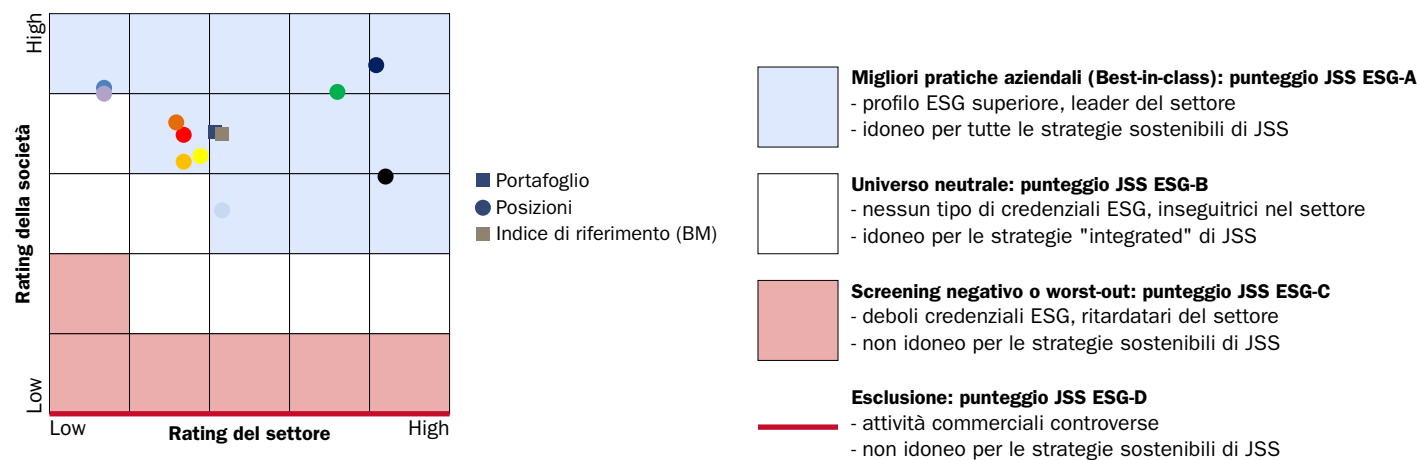 High
Rating della società
Low
Low
Rating del settore
High
Portafoglio
Posizioni
Indice di riferimento (BM)
Migliori pratiche aziendali (Best-in-class): punteggio JSS ESG-A
- profilo ESG superiore, leader del settore
- idoneo per tutte le strategie sostenibili di JSS
Universo neutrale: punteggio JSS ESG-B
- nessun tipo di credenziali ESG, inseguitrici nel settore
- idoneo per le strategie "integrated" di JSS
Screening negativo o worst-out: punteggio JSS ESG-C
- deboli credenziali ESG, ritardatari del settore
- non idoneo per le strategie sostenibili di JSS
Esclusione: punteggio JSS ESG-D
- attività commerciali controverse
- non idoneo per le strategie sostenibili di JSS